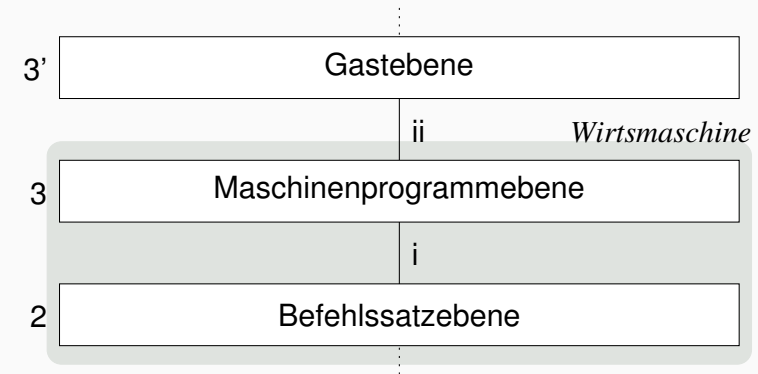 3' Gastebene
ii Wirtsmaschine
3 Maschinenprogrammebene
i
2 Befehlssatzebene